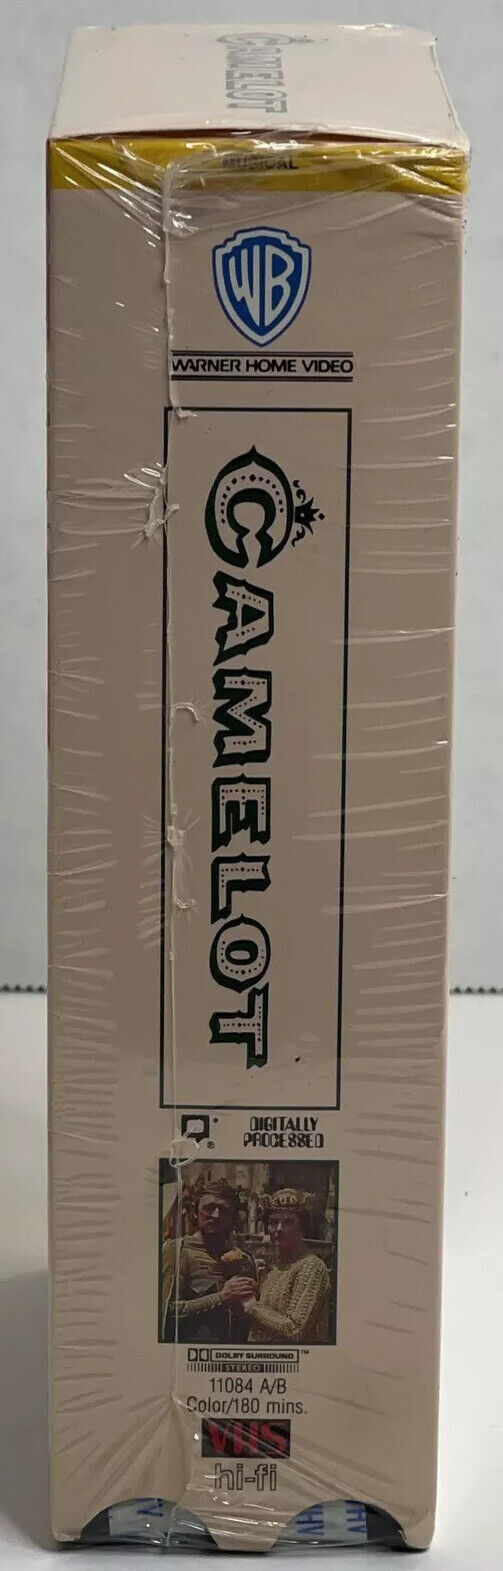 CAMELOT
MUSICAL
WB
WARNER HOME VIDEO
CAMELOT
DIGITALLY
PROCESSED
DOLBY SURROUND
STEREO
11084 A/B
Color/180 mins.
VHS
hi-fi